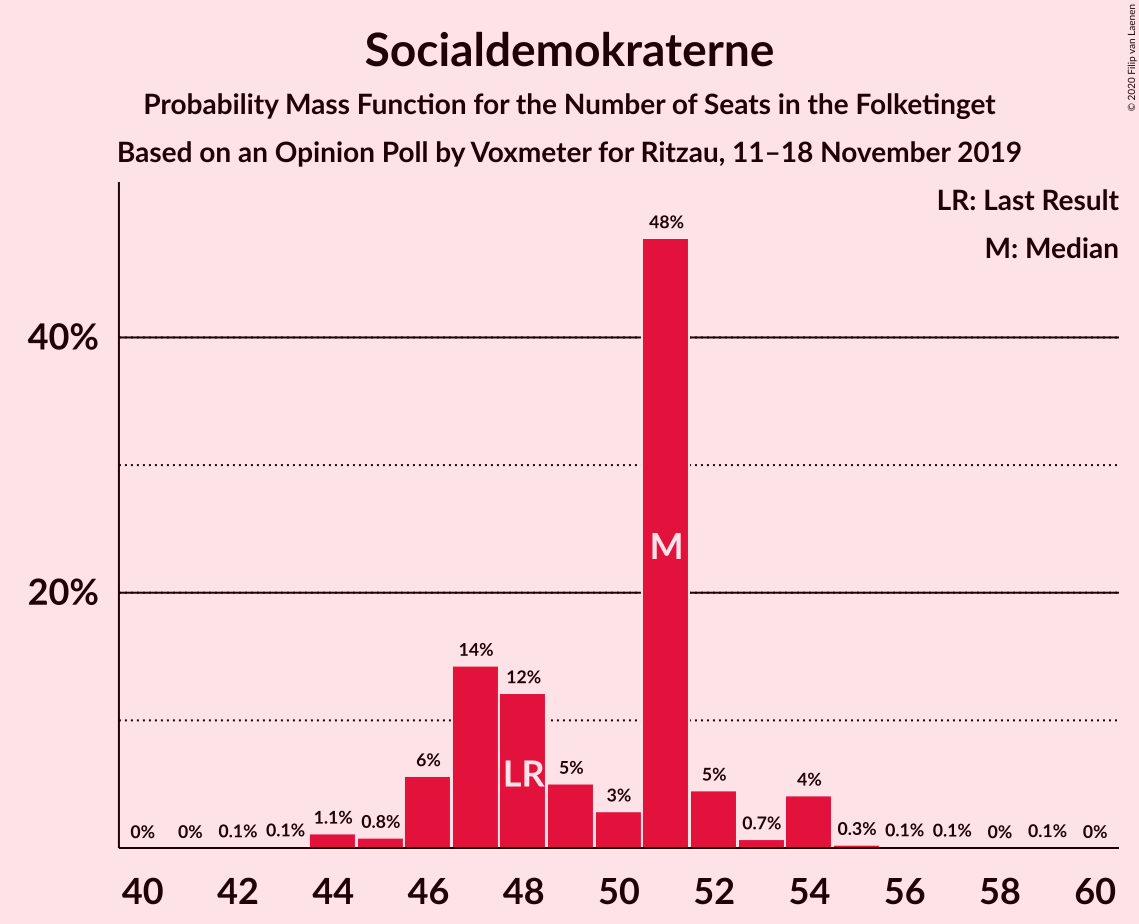 Socialdemokraterne
Probability Mass Function for the Number of Seats in the Folketinget
Based on an Opinion Poll by Voxmeter for Ritzau, 11–18 November 2019
© 2020 Filip van Laenen
LR: Last Result
M: Median
40%
20%
0% 0% 0.1% 0.1% 1.1% 0.8% 6% 14% 12% 5% 3% 48% 5% 0.7% 4% 0.3% 0.1% 0.1% 0% 0.1% 0%
LR M
40 42 44 46 48 50 52 54 56 58 60